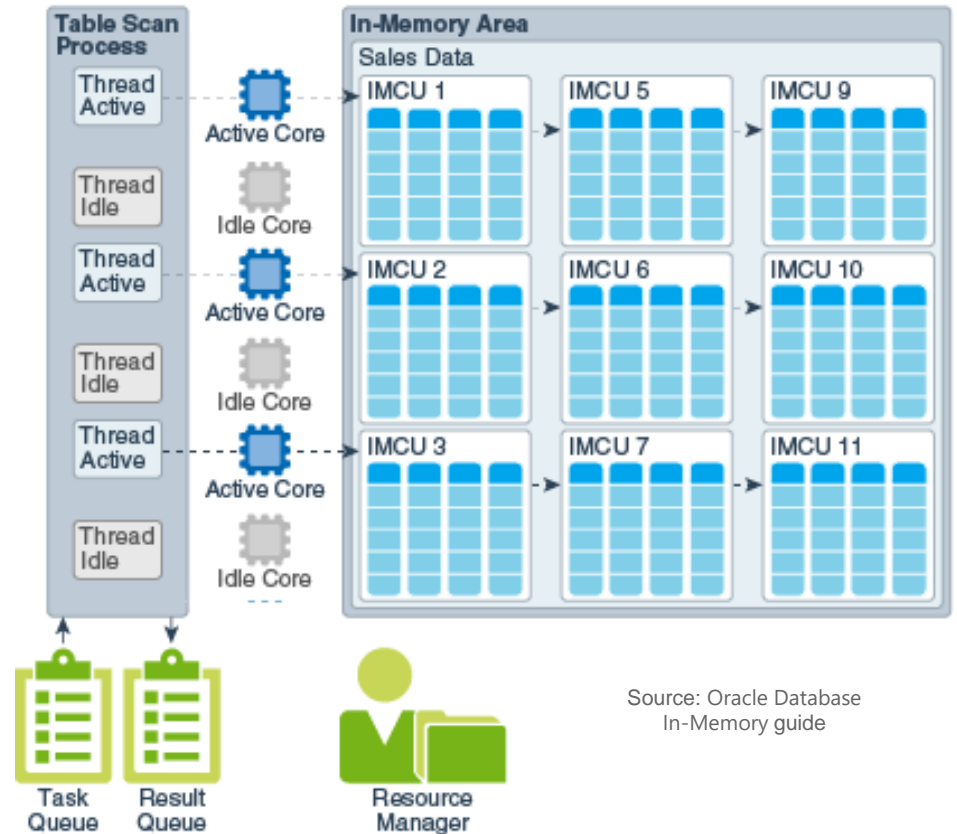 Table Scan
Process
Thread
Active
Thread
Idle
Thread
Active
Thread
Idle
Thread
Active
Thread
Idle
Active Core
Idle Core
Active Core
Idle Core
Active Core
Idle Core
In-Memory Area
Sales Data
IMCU 1
IMCU 5
IMCU 9
IMCU 2
IMCU 6
IMCU 10
IMCU 3
IMCU 7
IMCU 11
Task
Queue
Result
Queue
Resource
Manager
Source: Oracle Database
In-Memory guide